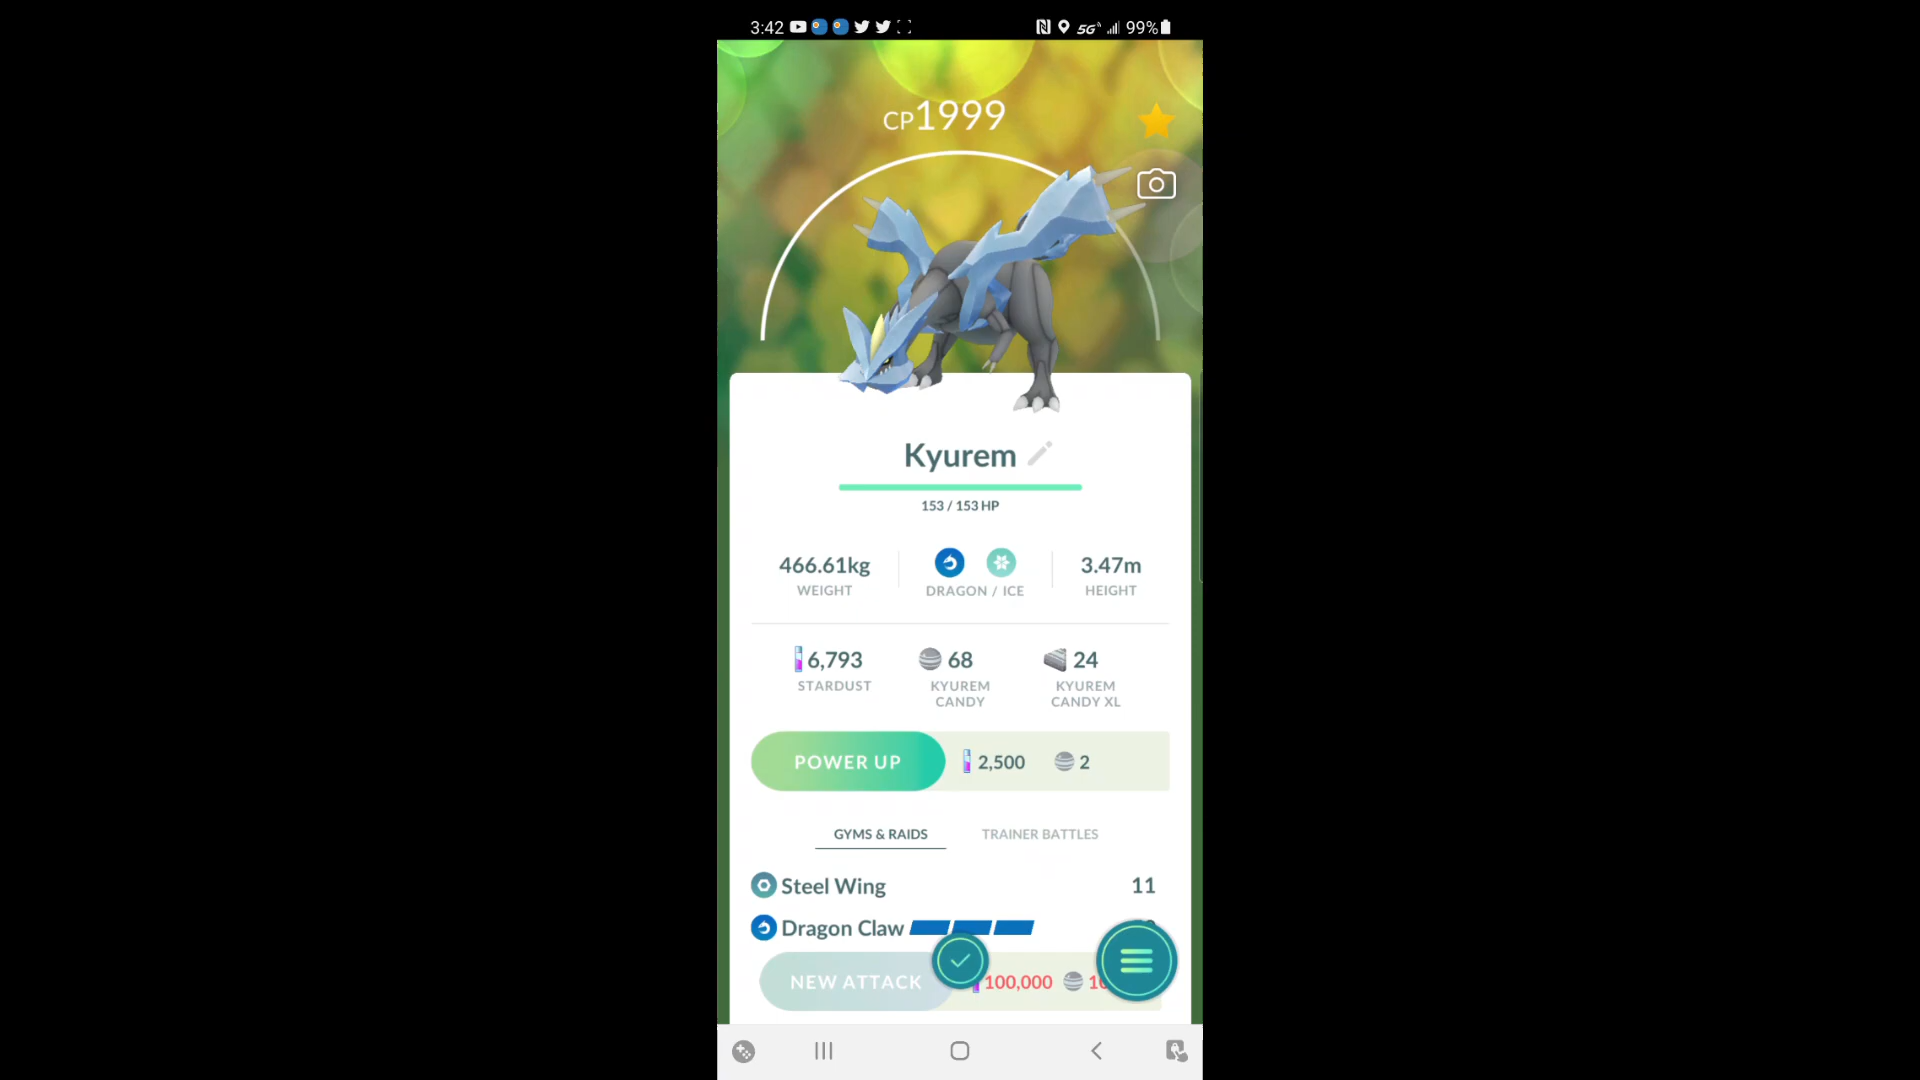 3:42 5G 99%
CP1999
Kyurem
153 / 153 HP
466.61kg 3.47m
WEIGHT DRAGON / ICE HEIGHT
6,793 68 24
STARDUST KYUREM KYUREM
CANDY CANDY XL
POWER UP 2,500 2
GYMS & RAIDS TRAINER BATTLES
Steel Wing 11
Dragon Claw
NEW ATTACK 100,000